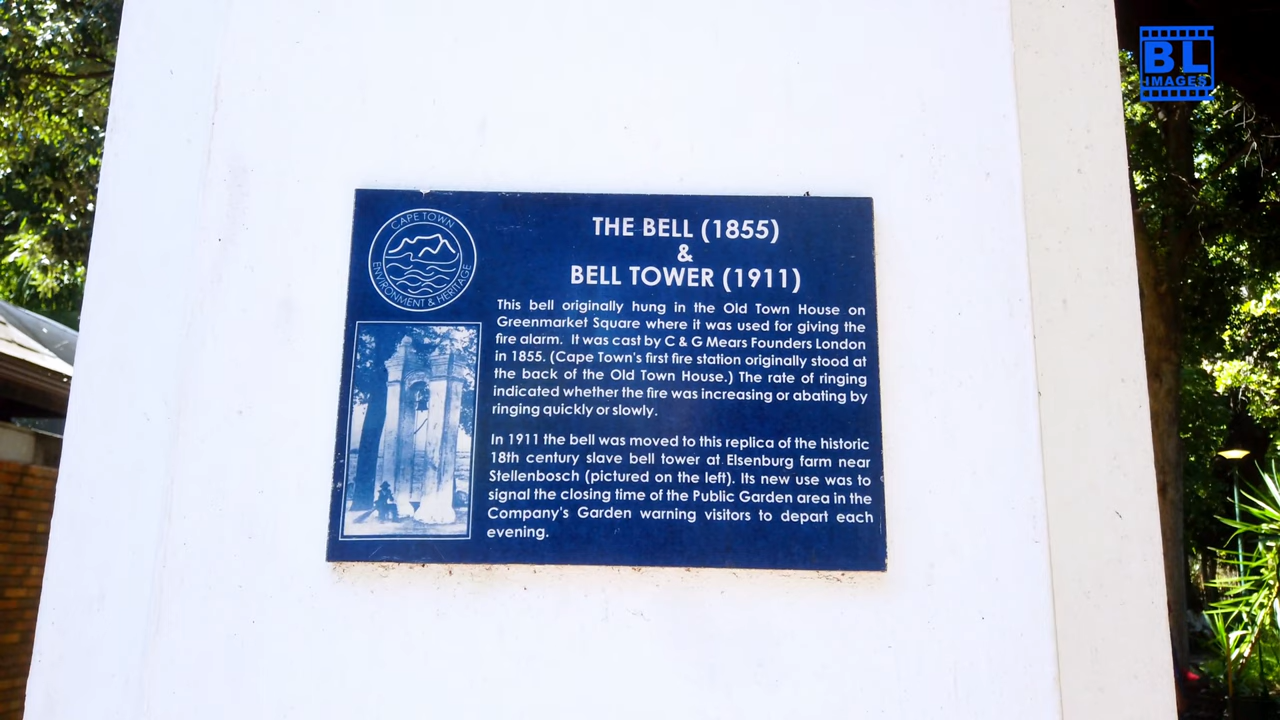 BL
IMAGES
CAPE TOWN
ENVIRONMENT & HERITAGE
THE BELL (1855)
&
BELL TOWER (1911)
This bell originally hung in the Old Town House on
Greenmarket Square where it was used for giving the
fire alarm. It was cast by C & G Mears Founders London
in 1855. (Cape Town's first fire station originally stood at
the back of the Old Town House.) The rate of ringing
indicated whether the fire was increasing or abating by
ringing quickly or slowly.
In 1911 the bell was moved to this replica of the historic
18th century slave bell tower at Elsenburg farm near
Stellenbosch (pictured on the left). Its new use was to
signal the closing time of the Public Garden area in the
Company's Garden warning visitors to depart each
evening.